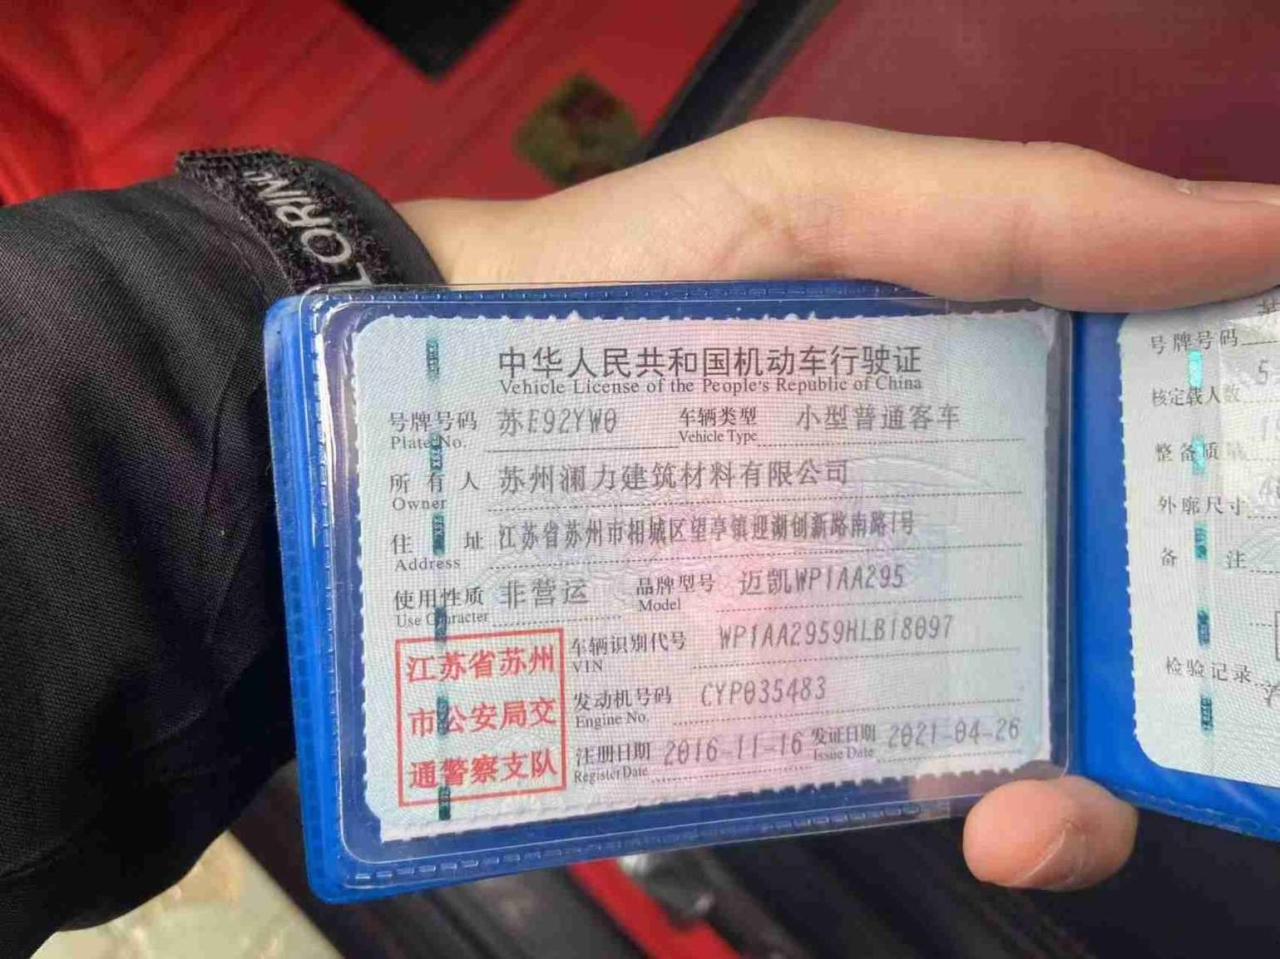 中华人民共和国机动车行驶证
Vehicle License of the People's Republic of China
号牌号码 苏E92YW0 车辆类型 小型普通客车
Plate No. Vehicle Type
所有人 苏州澜力建筑材料有限公司
Owner
住址 江苏省苏州市相城区望亭镇迎湖创新路南路1号
Address
使用性质 非营运 品牌型号 迈凯WP1AA295
Use Character Model
车辆识别代号 WP1AA2959HLB18097
VIN
发动机号码 CYP035483
Engine No.
注册日期 2016-11-16 发证日期 2021-04-26
Register Date Issue Date
江苏省苏州
市公安局交
通警察支队
号牌号码
核定载人数 5
整备质量
外廓尺寸
备注
检验记录